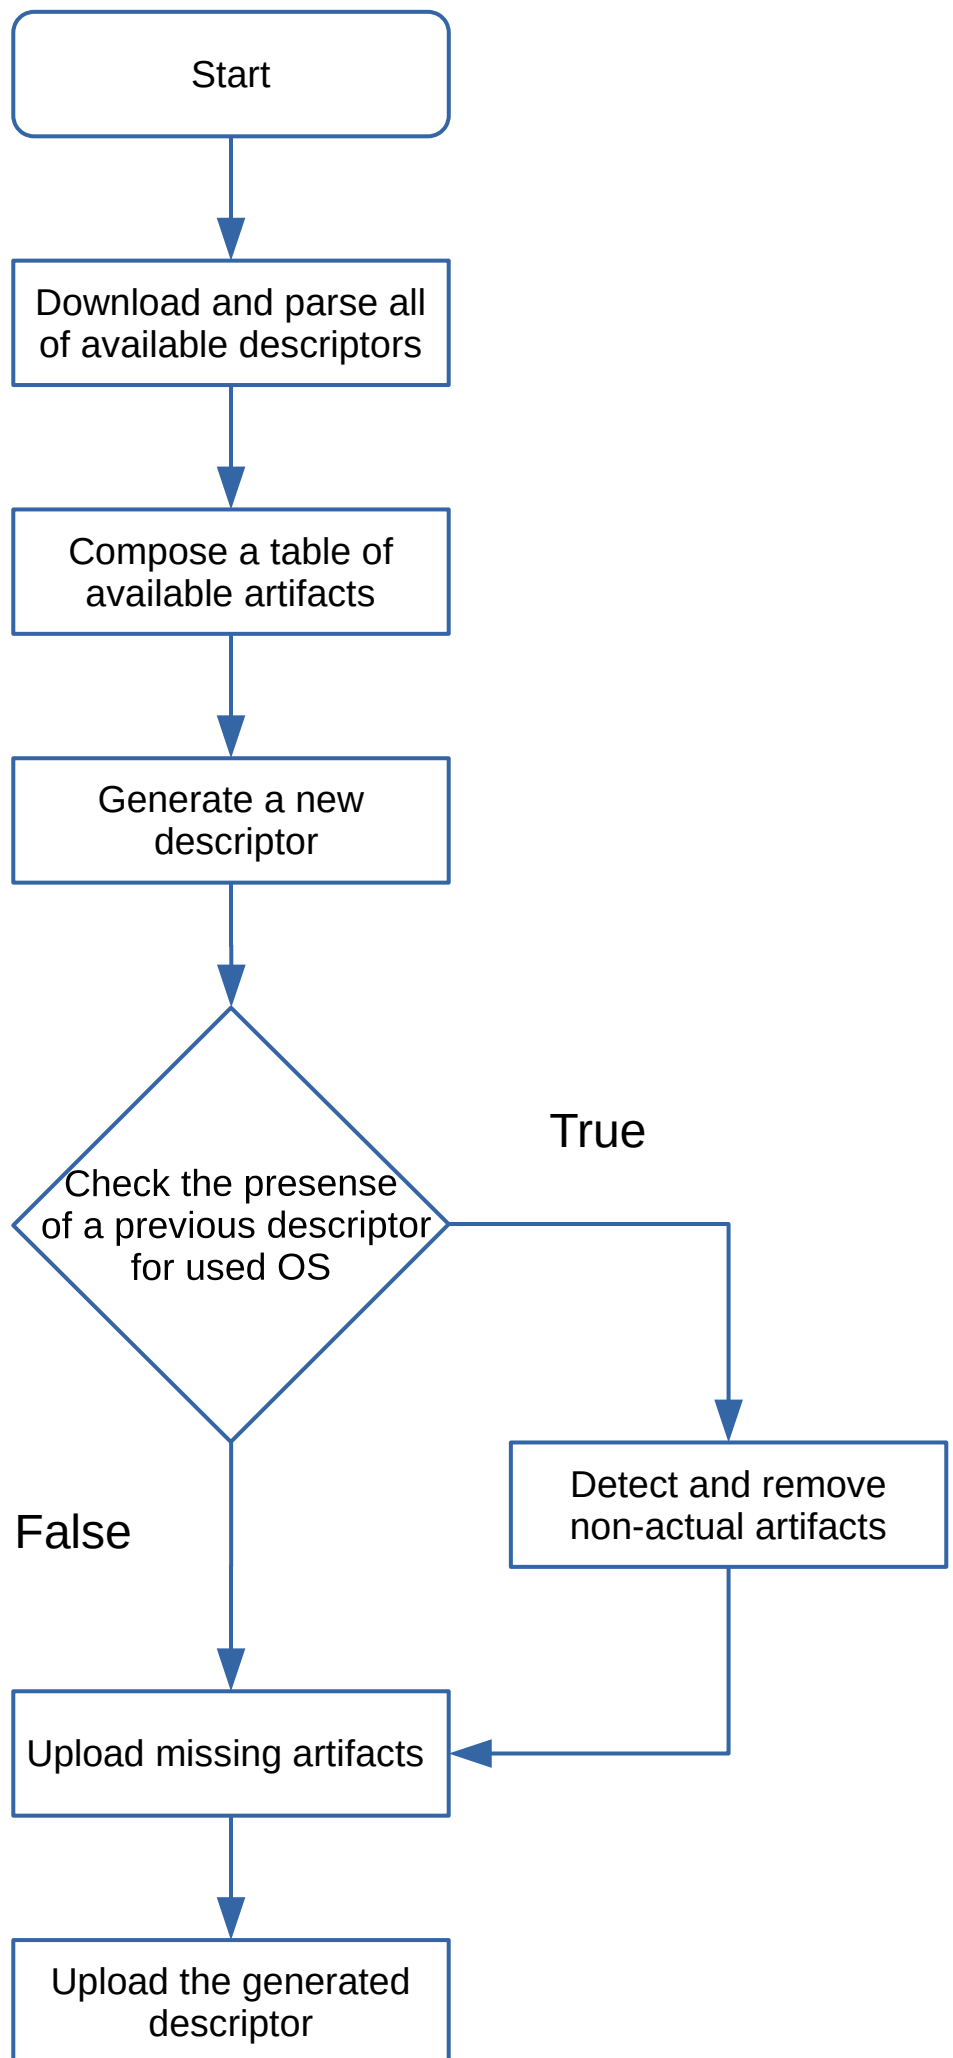 Start
Download and parse all
of available descriptors
Compose a table of
available artifacts
Generate a new
descriptor
True
Check the presense
of a previous descriptor
for used OS
Detect and remove
non-actual artifacts
False
Upload missing artifacts
Upload the generated
descriptor